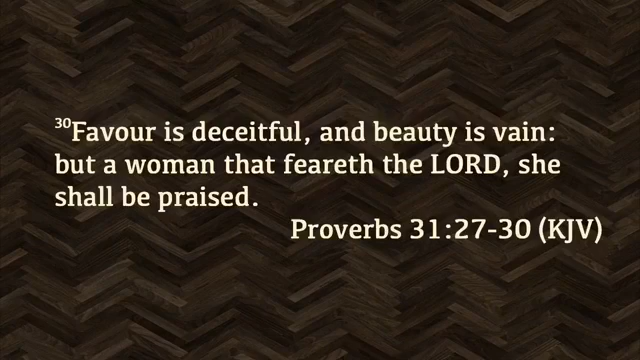 30Favour is deceitful, and beauty is vain:
but a woman that feareth the LORD, she
shall be praised.
Proverbs 31:27-30 (KJV)